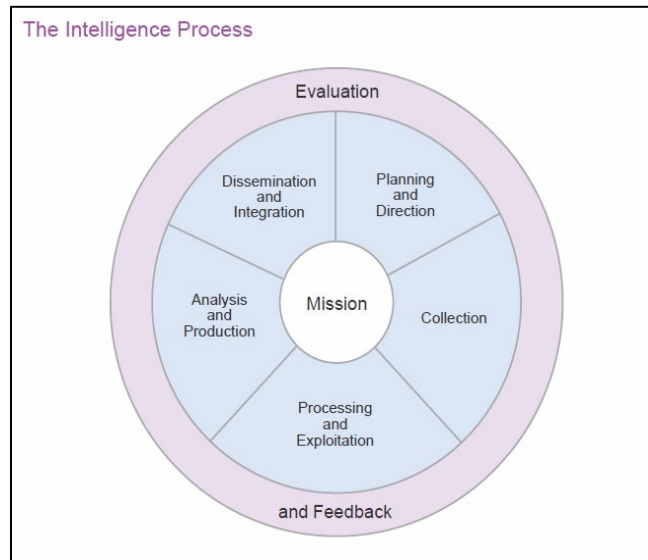 The Intelligence Process
Evaluation
Planning
and
Direction
Collection
Processing
and
Exploitation
Analysis
and
Production
Dissemination
and
Integration
Mission
and Feedback